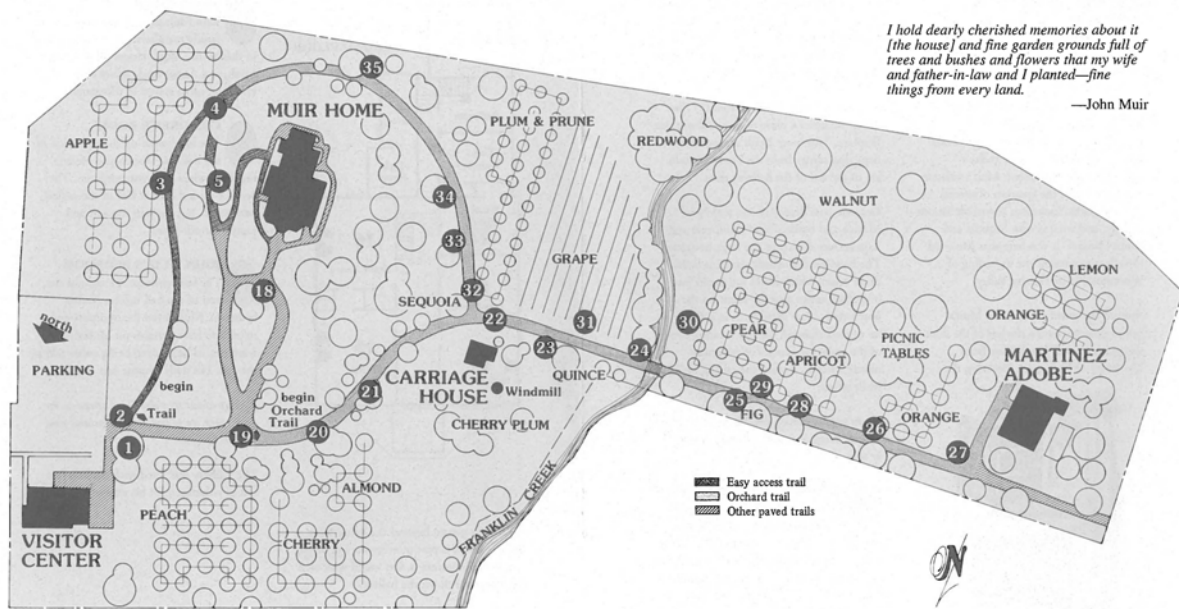 I hold dearly cherished memories about it
[the house] and fine garden grounds full of
trees and bushes and flowers that my wife
and father-in-law and I planted—fine
things from every land.
—John Muir
35
4
MUIR HOME
PLUM & PRUNE
REDWOOD
APPLE
3
5
34
WALNUT
33
GRAPE
LEMON
18
SEQUOIA
32
ORANGE
north
22
31
30
PEAR
PICNIC
TABLES
PARKING
23
24
APRICOT
MARTINEZ
ADOBE
begin
CARRIAGE
HOUSE
QUINCE
21
Windmill
29
25
28
FIG
2
Trail
begin
Orchard
Trail
CHERRY PLUM
ORANGE
26
1
19
20
27
ALMOND
FRANKLIN CREEK
Easy access trail
Orchard trail
Other paved trails
PEACH
CHERRY
VISITOR
CENTER
N